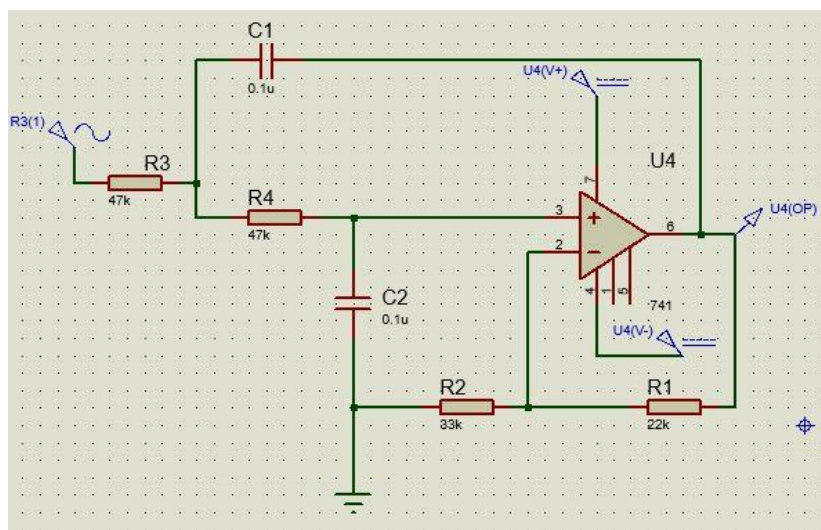 C1
0.1u
U4(V+)
R3(1)
R3
47k
U4
7
R4
47k
3
2
6
U4(OP)
4
1
5
741
C2
0.1u
U4(V-)
R2
33k
R1
22k